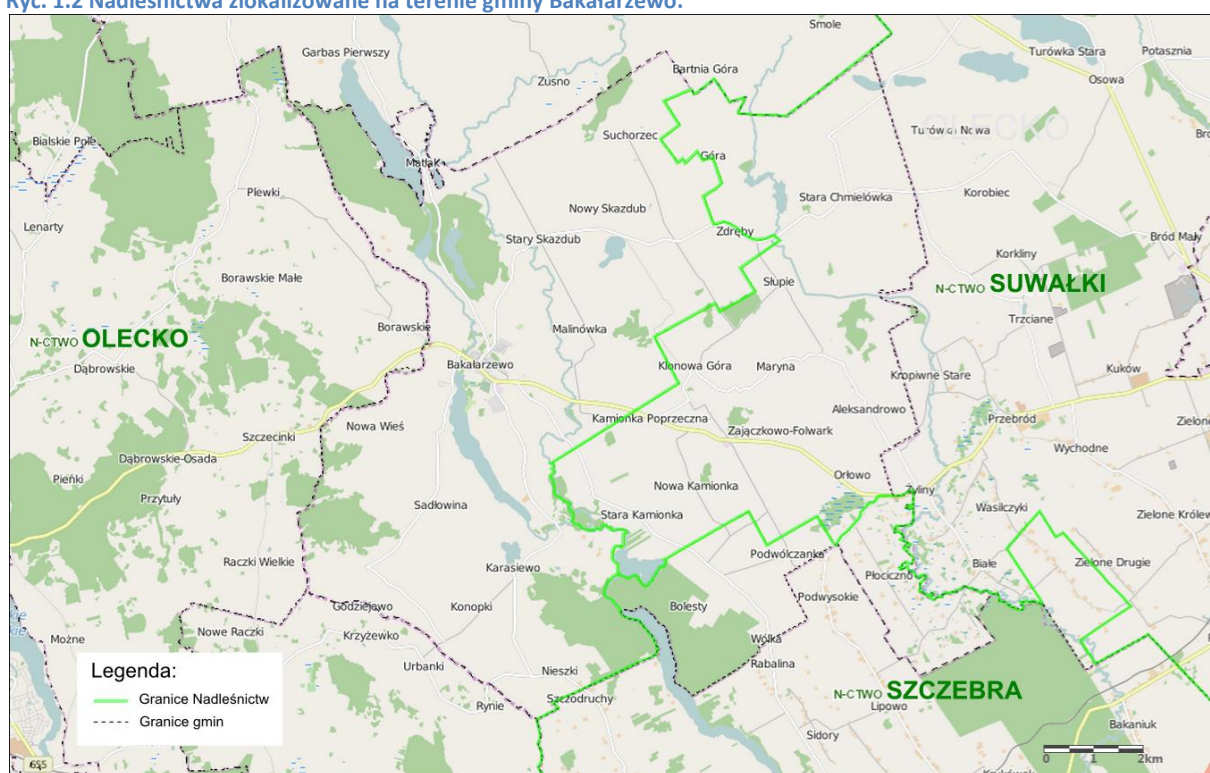 Ryc. 1.2 Nadleśnictwa zlokalizowane na terenie gminy Bakałarzewo.
Smole
Garbas Pierwszy
Turówka Stara
Potasznia
Bartnia Góra
Zusno
Osowa
Suchorzec
Turówka Nowa
OLECKO
Bialskie Pole
Góra
Matłak
Plewki
Korobiec
Stara Chmielówka
Nowy Skazdub
Lenarty
Zdręby
Stary Skazdub
Bród Mały
Korkliny
Borawskie Małe
Słupie
N-CTWO SUWAŁKI
Trzciane
Borawskie
Malinówka
N-CTWO OLECKO
Bakałarzewo
Klonowa Góra
Maryna
Dąbrowskie
Kropiwne Stare
Kuków
Aleksandrowo
Kamionka Poprzeczna
Przebród
Zielone
Nowa Wieś
Zajączkowo-Folwark
Szczecinki
Wychodne
Dąbrowskie-Osada
Pieńki
Orłowo
Nowa Kamionka
Żyliny
Przytuły
Sadłowina
Wasilczyki
Stara Kamionka
Zielone Królew
Podwólczanka
Raczki Wielkie
Karasiewo
Białe
Zielone Drugie
Płociczno
Podwysokie
Godziejewo
Konopki
Bolesty
Nowe Raczki
Krzyżewko
Możne
Wólka
Urbanki
Nieszki
Rabalina
Legenda:
Granice Nadleśnictw
Granice gmin
Szczodruchy
N-CTWO SZCZEBRA
Rynie
Lipowo
Bakaniuk
Sidory
655
0 1 2km